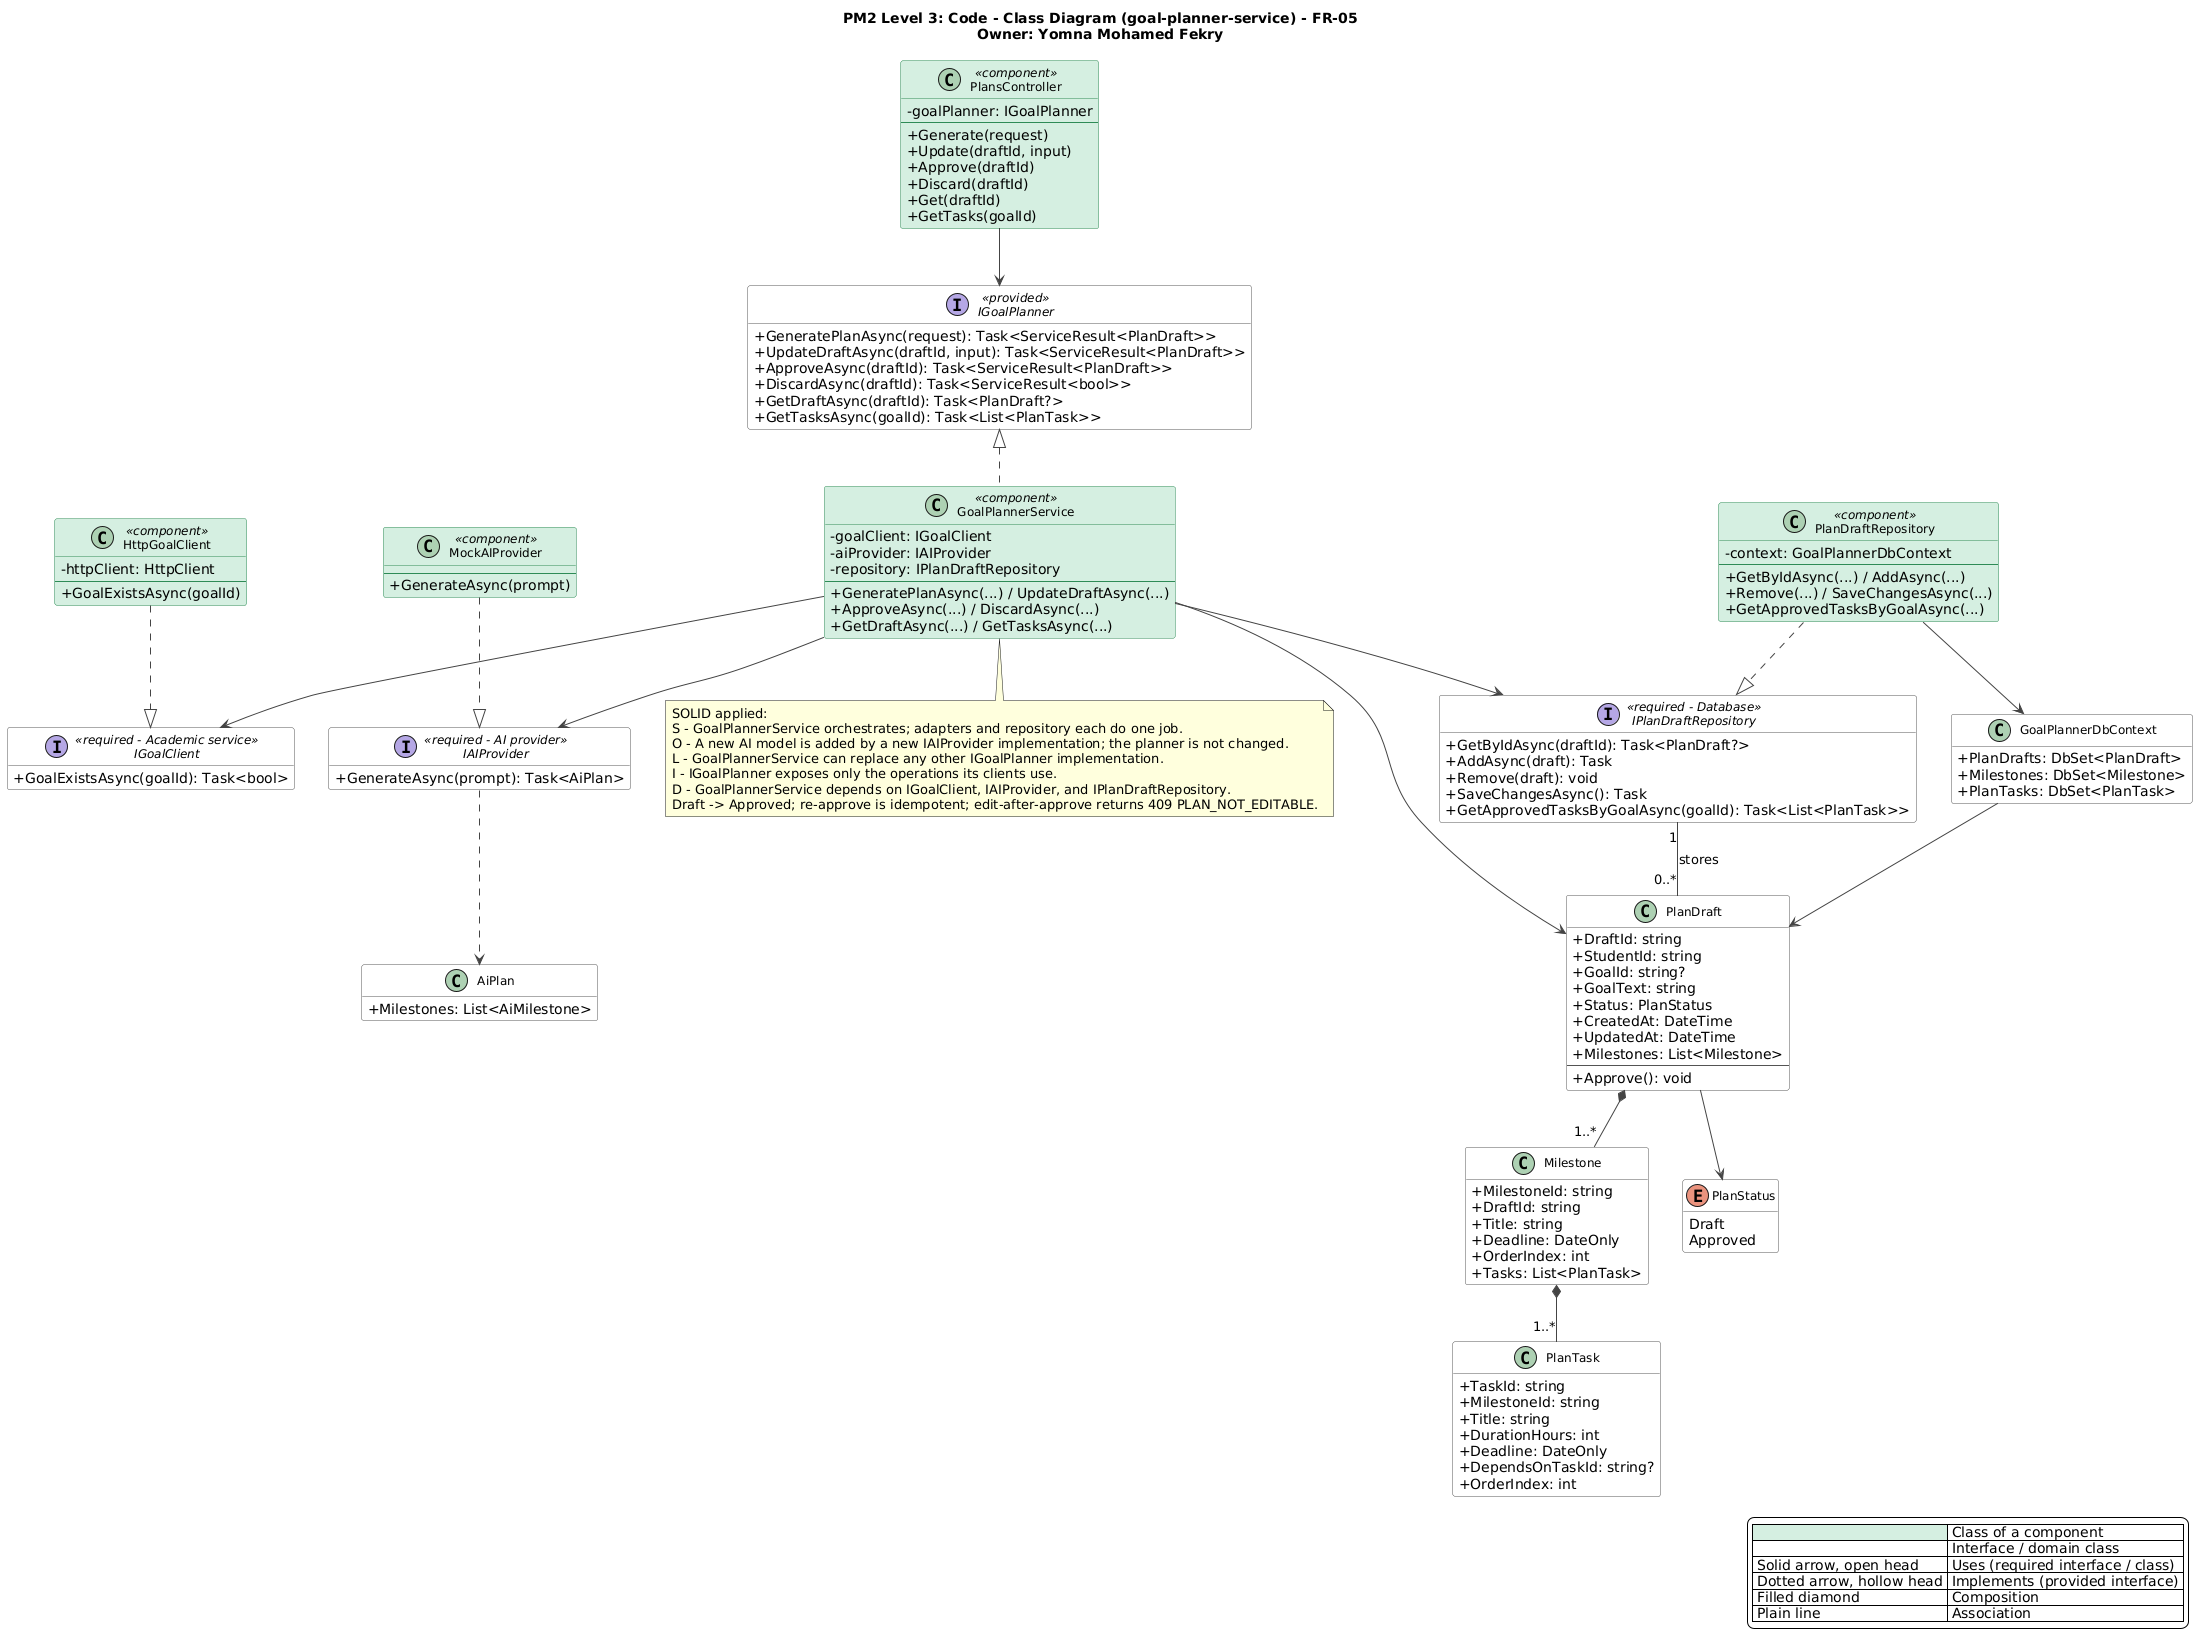 PM2 Level 3: Code - Class Diagram (goal-planner-service) - FR-05
Owner: Yomna Mohamed Fekry
C
«component»
PlansController
-goalPlanner: IGoalPlanner
+Generate(request)
+Update(draftId, input)
+Approve(draftId)
+Discard(draftId)
+Get(draftId)
+GetTasks(goalId)
I
«provided»
IGoalPlanner
+GeneratePlanAsync(request): Task<ServiceResult<PlanDraft>>
+UpdateDraftAsync(draftId, input): Task<ServiceResult<PlanDraft>>
+ApproveAsync(draftId): Task<ServiceResult<PlanDraft>>
+DiscardAsync(draftId): Task<ServiceResult<bool>>
+GetDraftAsync(draftId): Task<PlanDraft?>
+GetTasksAsync(goalId): Task<List<PlanTask>>
C
«component»
HttpGoalClient
-httpClient: HttpClient
+GoalExistsAsync(goalId)
C
«component»
MockAIProvider
+GenerateAsync(prompt)
C
«component»
GoalPlannerService
-goalClient: IGoalClient
-aiProvider: IAIProvider
-repository: IPlanDraftRepository
+GeneratePlanAsync(...) / UpdateDraftAsync(...)
+ApproveAsync(...) / DiscardAsync(...)
+GetDraftAsync(...) / GetTasksAsync(...)
C
«component»
PlanDraftRepository
-context: GoalPlannerDbContext
+GetByIdAsync(...) / AddAsync(...)
+Remove(...) / SaveChangesAsync(...)
+GetApprovedTasksByGoalAsync(...)
I
«required - Academic service»
IGoalClient
+GoalExistsAsync(goalId): Task<bool>
I
«required - AI provider»
IAIProvider
+GenerateAsync(prompt): Task<AiPlan>
SOLID applied:
S - GoalPlannerService orchestrates; adapters and repository each do one job.
O - A new AI model is added by a new IAIProvider implementation; the planner is not changed.
L - GoalPlannerService can replace any other IGoalPlanner implementation.
I - IGoalPlanner exposes only the operations its clients use.
D - GoalPlannerService depends on IGoalClient, IAIProvider, and IPlanDraftRepository.
Draft -> Approved; re-approve is idempotent; edit-after-approve returns 409 PLAN_NOT_EDITABLE.
I
«required - Database»
IPlanDraftRepository
+GetByIdAsync(draftId): Task<PlanDraft?>
+AddAsync(draft): Task
+Remove(draft): void
+SaveChangesAsync(): Task
+GetApprovedTasksByGoalAsync(goalId): Task<List<PlanTask>>
C
GoalPlannerDbContext
+PlanDrafts: DbSet<PlanDraft>
+Milestones: DbSet<Milestone>
+PlanTasks: DbSet<PlanTask>
1
stores
0..*
C
AiPlan
+Milestones: List<AiMilestone>
C
PlanDraft
+DraftId: string
+StudentId: string
+GoalId: string?
+GoalText: string
+Status: PlanStatus
+CreatedAt: DateTime
+UpdatedAt: DateTime
+Milestones: List<Milestone>
+Approve(): void
1..*
C
Milestone
+MilestoneId: string
+DraftId: string
+Title: string
+Deadline: DateOnly
+OrderIndex: int
+Tasks: List<PlanTask>
E
PlanStatus
Draft
Approved
1..*
C
PlanTask
+TaskId: string
+MilestoneId: string
+Title: string
+DurationHours: int
+Deadline: DateOnly
+DependsOnTaskId: string?
+OrderIndex: int
Class of a component
Interface / domain class
Solid arrow, open head Uses (required interface / class)
Dotted arrow, hollow head Implements (provided interface)
Filled diamond Composition
Plain line Association